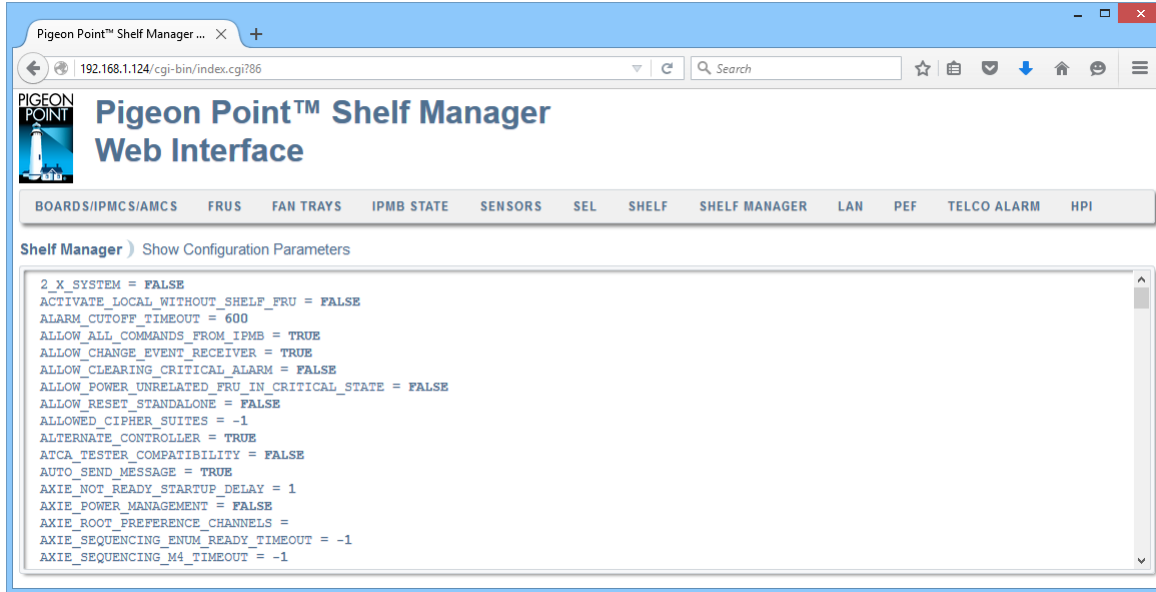 Pigeon Point™ Shelf Manager ...
192.168.1.124/cgi-bin/index.cgi?86
Search
PIGEON
POINT
Pigeon Point™ Shelf Manager
Web Interface
BOARDS/IPMCS/AMCS FRUS FAN TRAYS IPMB STATE SENSORS SEL SHELF SHELF MANAGER LAN PEF TELCO ALARM HPI
Shelf Manager ) Show Configuration Parameters
2_X_SYSTEM = FALSE
ACTIVATE_LOCAL_WITHOUT_SHELF_FRU = FALSE
ALARM_CUTOFF_TIMEOUT = 600
ALLOW_ALL_COMMANDS_FROM_IPMB = TRUE
ALLOW_CHANGE_EVENT_RECEIVER = TRUE
ALLOW_CLEARING_CRITICAL_ALARM = FALSE
ALLOW_POWER_UNRELATED_FRU_IN_CRITICAL_STATE = FALSE
ALLOW_RESET_STANDALONE = FALSE
ALLOWED_CIPHER_SUITES = -1
ALTERNATE_CONTROLLER = TRUE
ATCA_TESTER_COMPATIBILITY = FALSE
AUTO_SEND_MESSAGE = TRUE
AXIE_NOT_READY_STARTUP_DELAY = 1
AXIE_POWER_MANAGEMENT = FALSE
AXIE_ROOT_PREFERENCE_CHANNELS =
AXIE_SEQUENCING_ENUM_READY_TIMEOUT = -1
AXIE_SEQUENCING_M4_TIMEOUT = -1